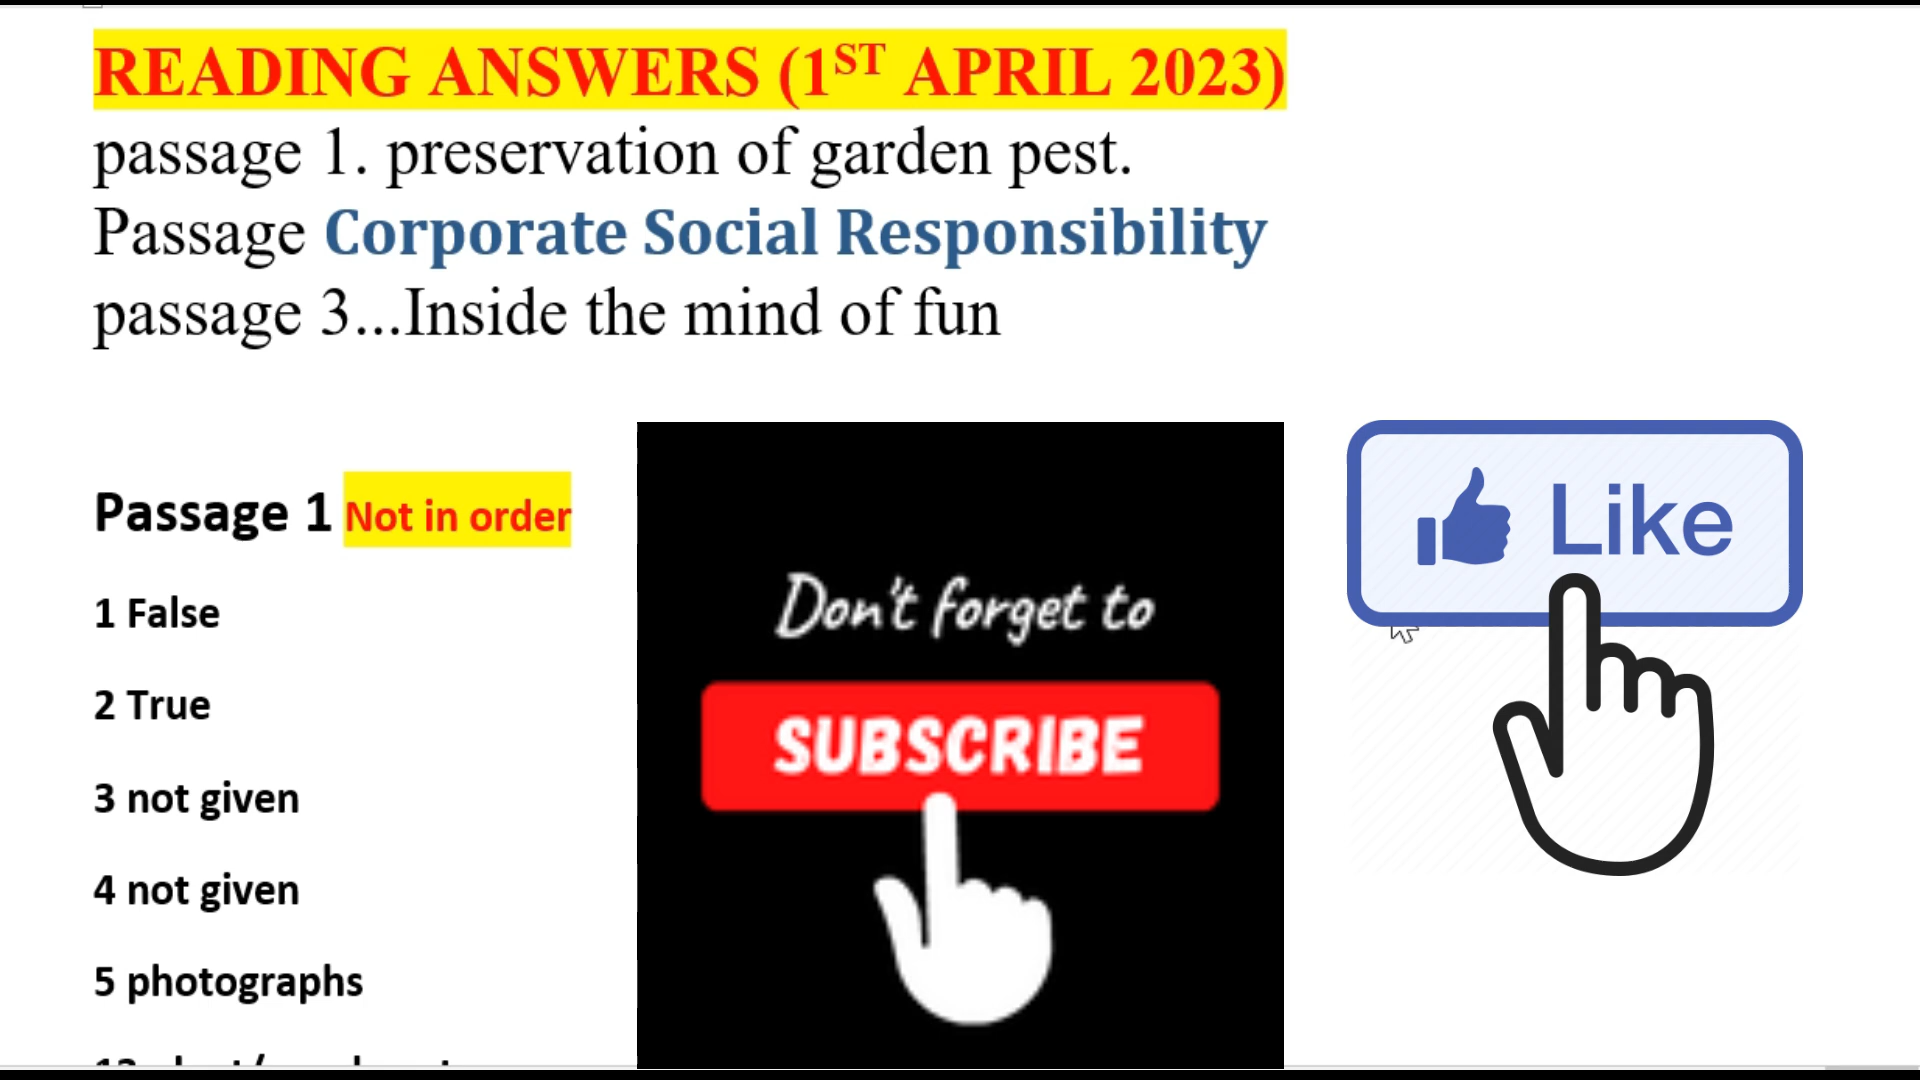 READING ANSWERS (1ST APRIL 2023)
passage 1. preservation of garden pest.
Passage Corporate Social Responsibility
passage 3...Inside the mind of fun
Passage 1 Not in order
1 False
2 True
3 not given
4 not given
5 photographs
Don't forget to
SUBSCRIBE
Like